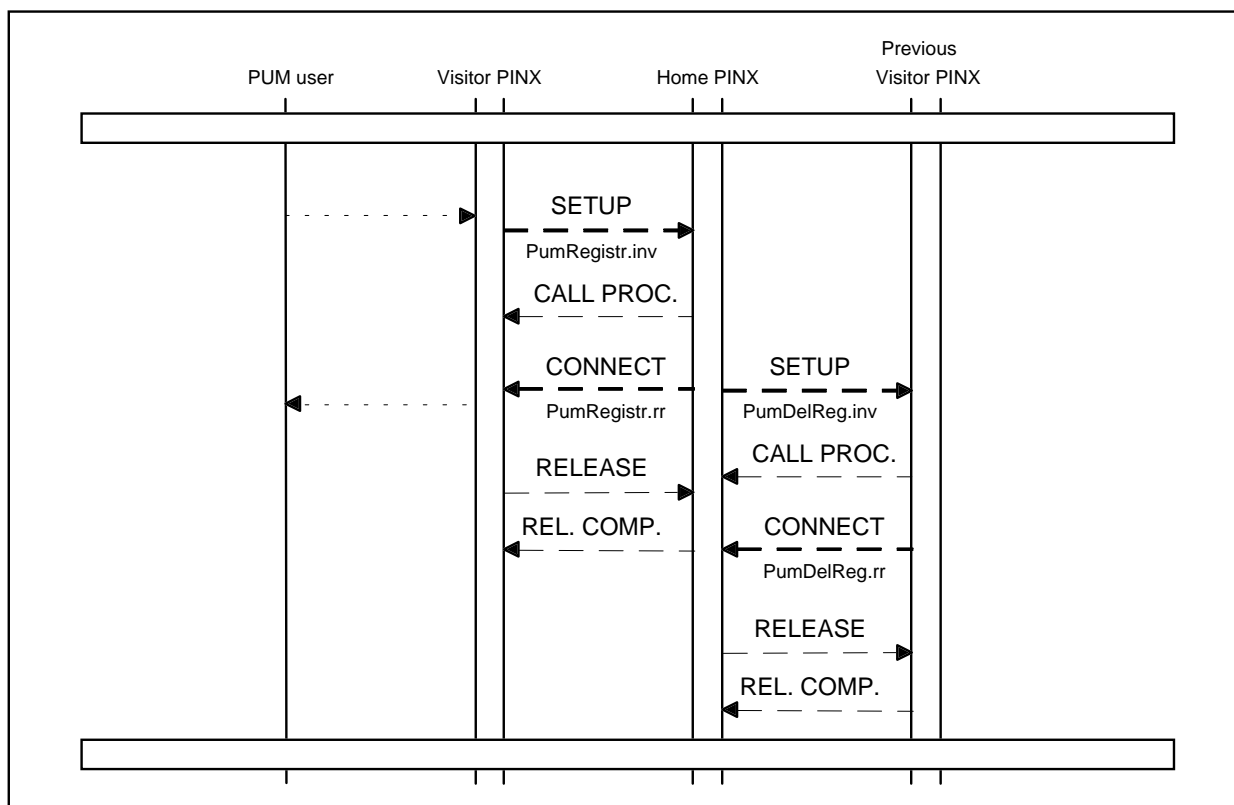 Previous
PUM user Visitor PINX Home PINX Visitor PINX
SETUP
PumRegistr.inv
CALL PROC.
CONNECT SETUP
PumRegistr.rr PumDelReg.inv
CALL PROC.
RELEASE
REL. COMP. CONNECT
PumDelReg.rr
RELEASE
REL. COMP.